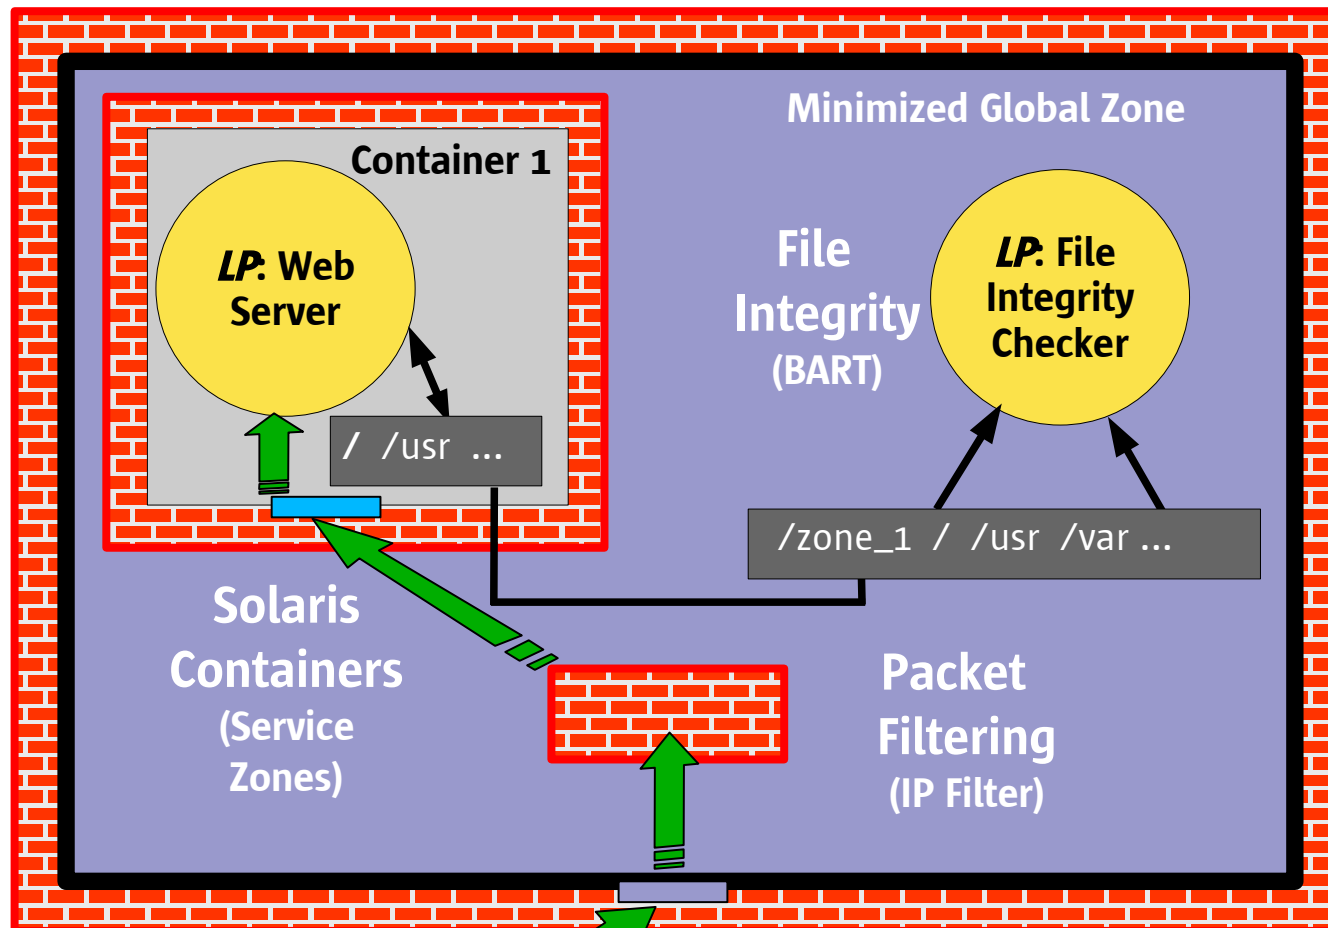 Minimized Global Zone
Container 1
LP: Web
Server
/ /usr ...
File
Integrity
(BART)
LP: File
Integrity
Checker
/zone_1 / /usr /var ...
Solaris
Containers
(Service
Zones)
Packet
Filtering
(IP Filter)